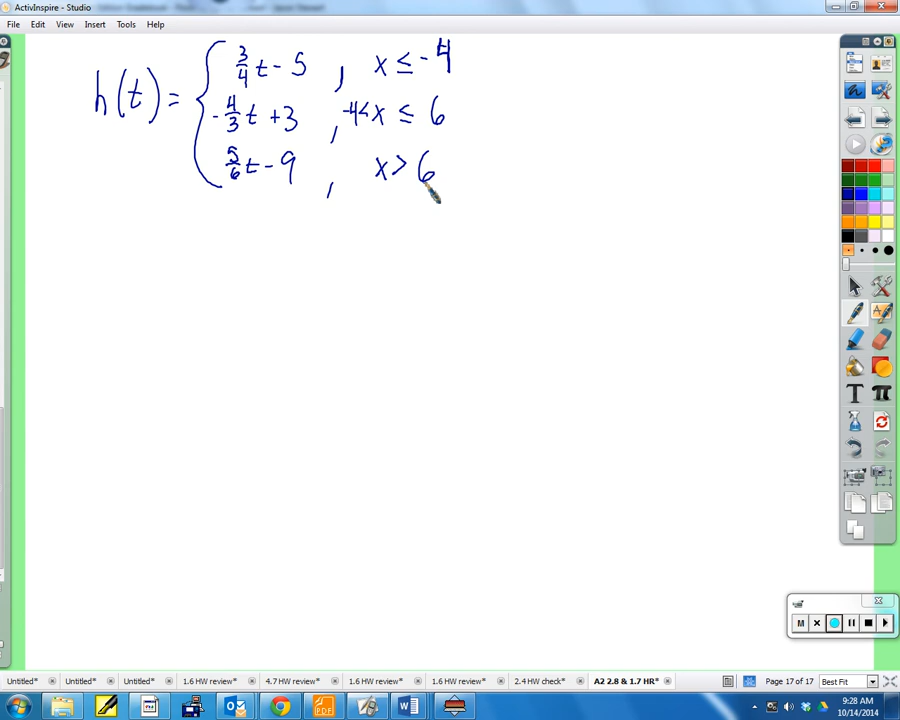 ActivInspire - Studio
File Edit View Insert Tools Help
h(t) = { 3/4 t - 5 , x ≤ -4
-4/3 t + 3 , -4 < x ≤ 6
5/6 t - 9 , x > 6
M
Untitled* Untitled* Untitled* 1.6 HW review* 4.7 HW review* 1.6 HW review* 1.6 HW review* 2.4 HW check* A2 2.8 & 1.7 HR* Page 17 of 17 Best Fit
9:28 AM
10/14/2014